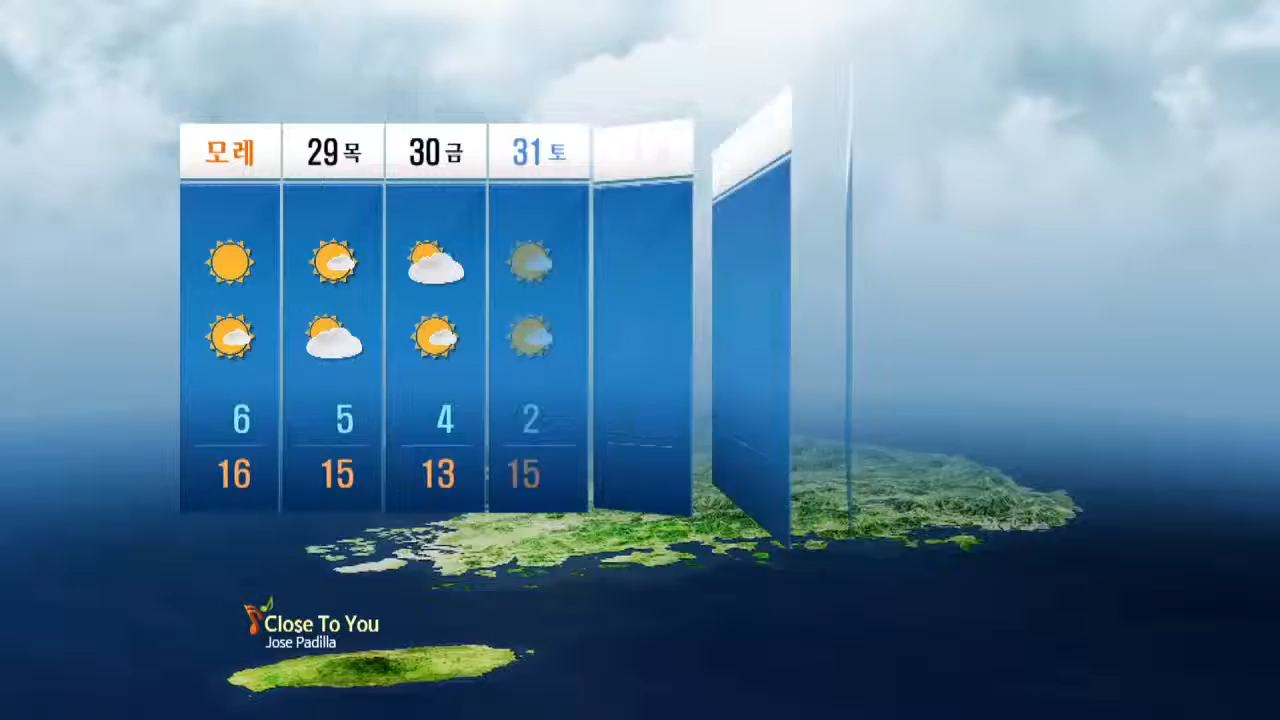 모레 29 목 30 금 31 토
6 5 4 2
16 15 13 15
Close To You
Jose Padilla